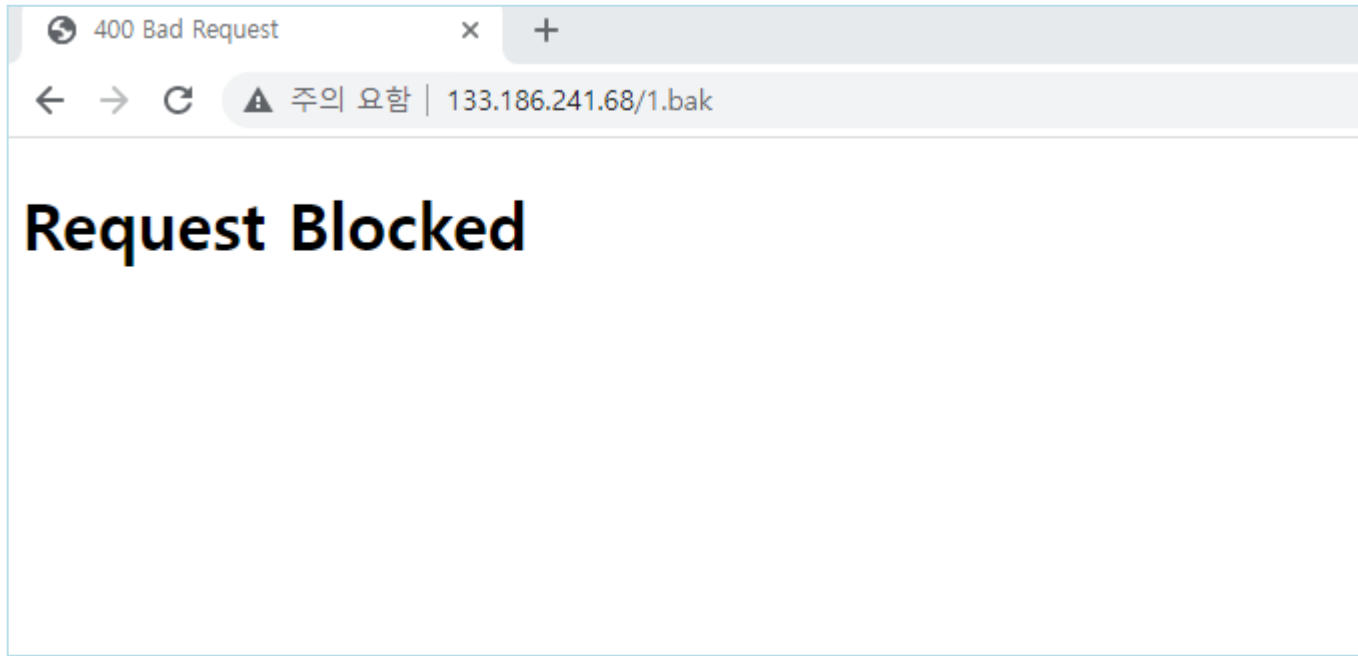 400 Bad Request
주의 요함 133.186.241.68/1.bak
Request Blocked